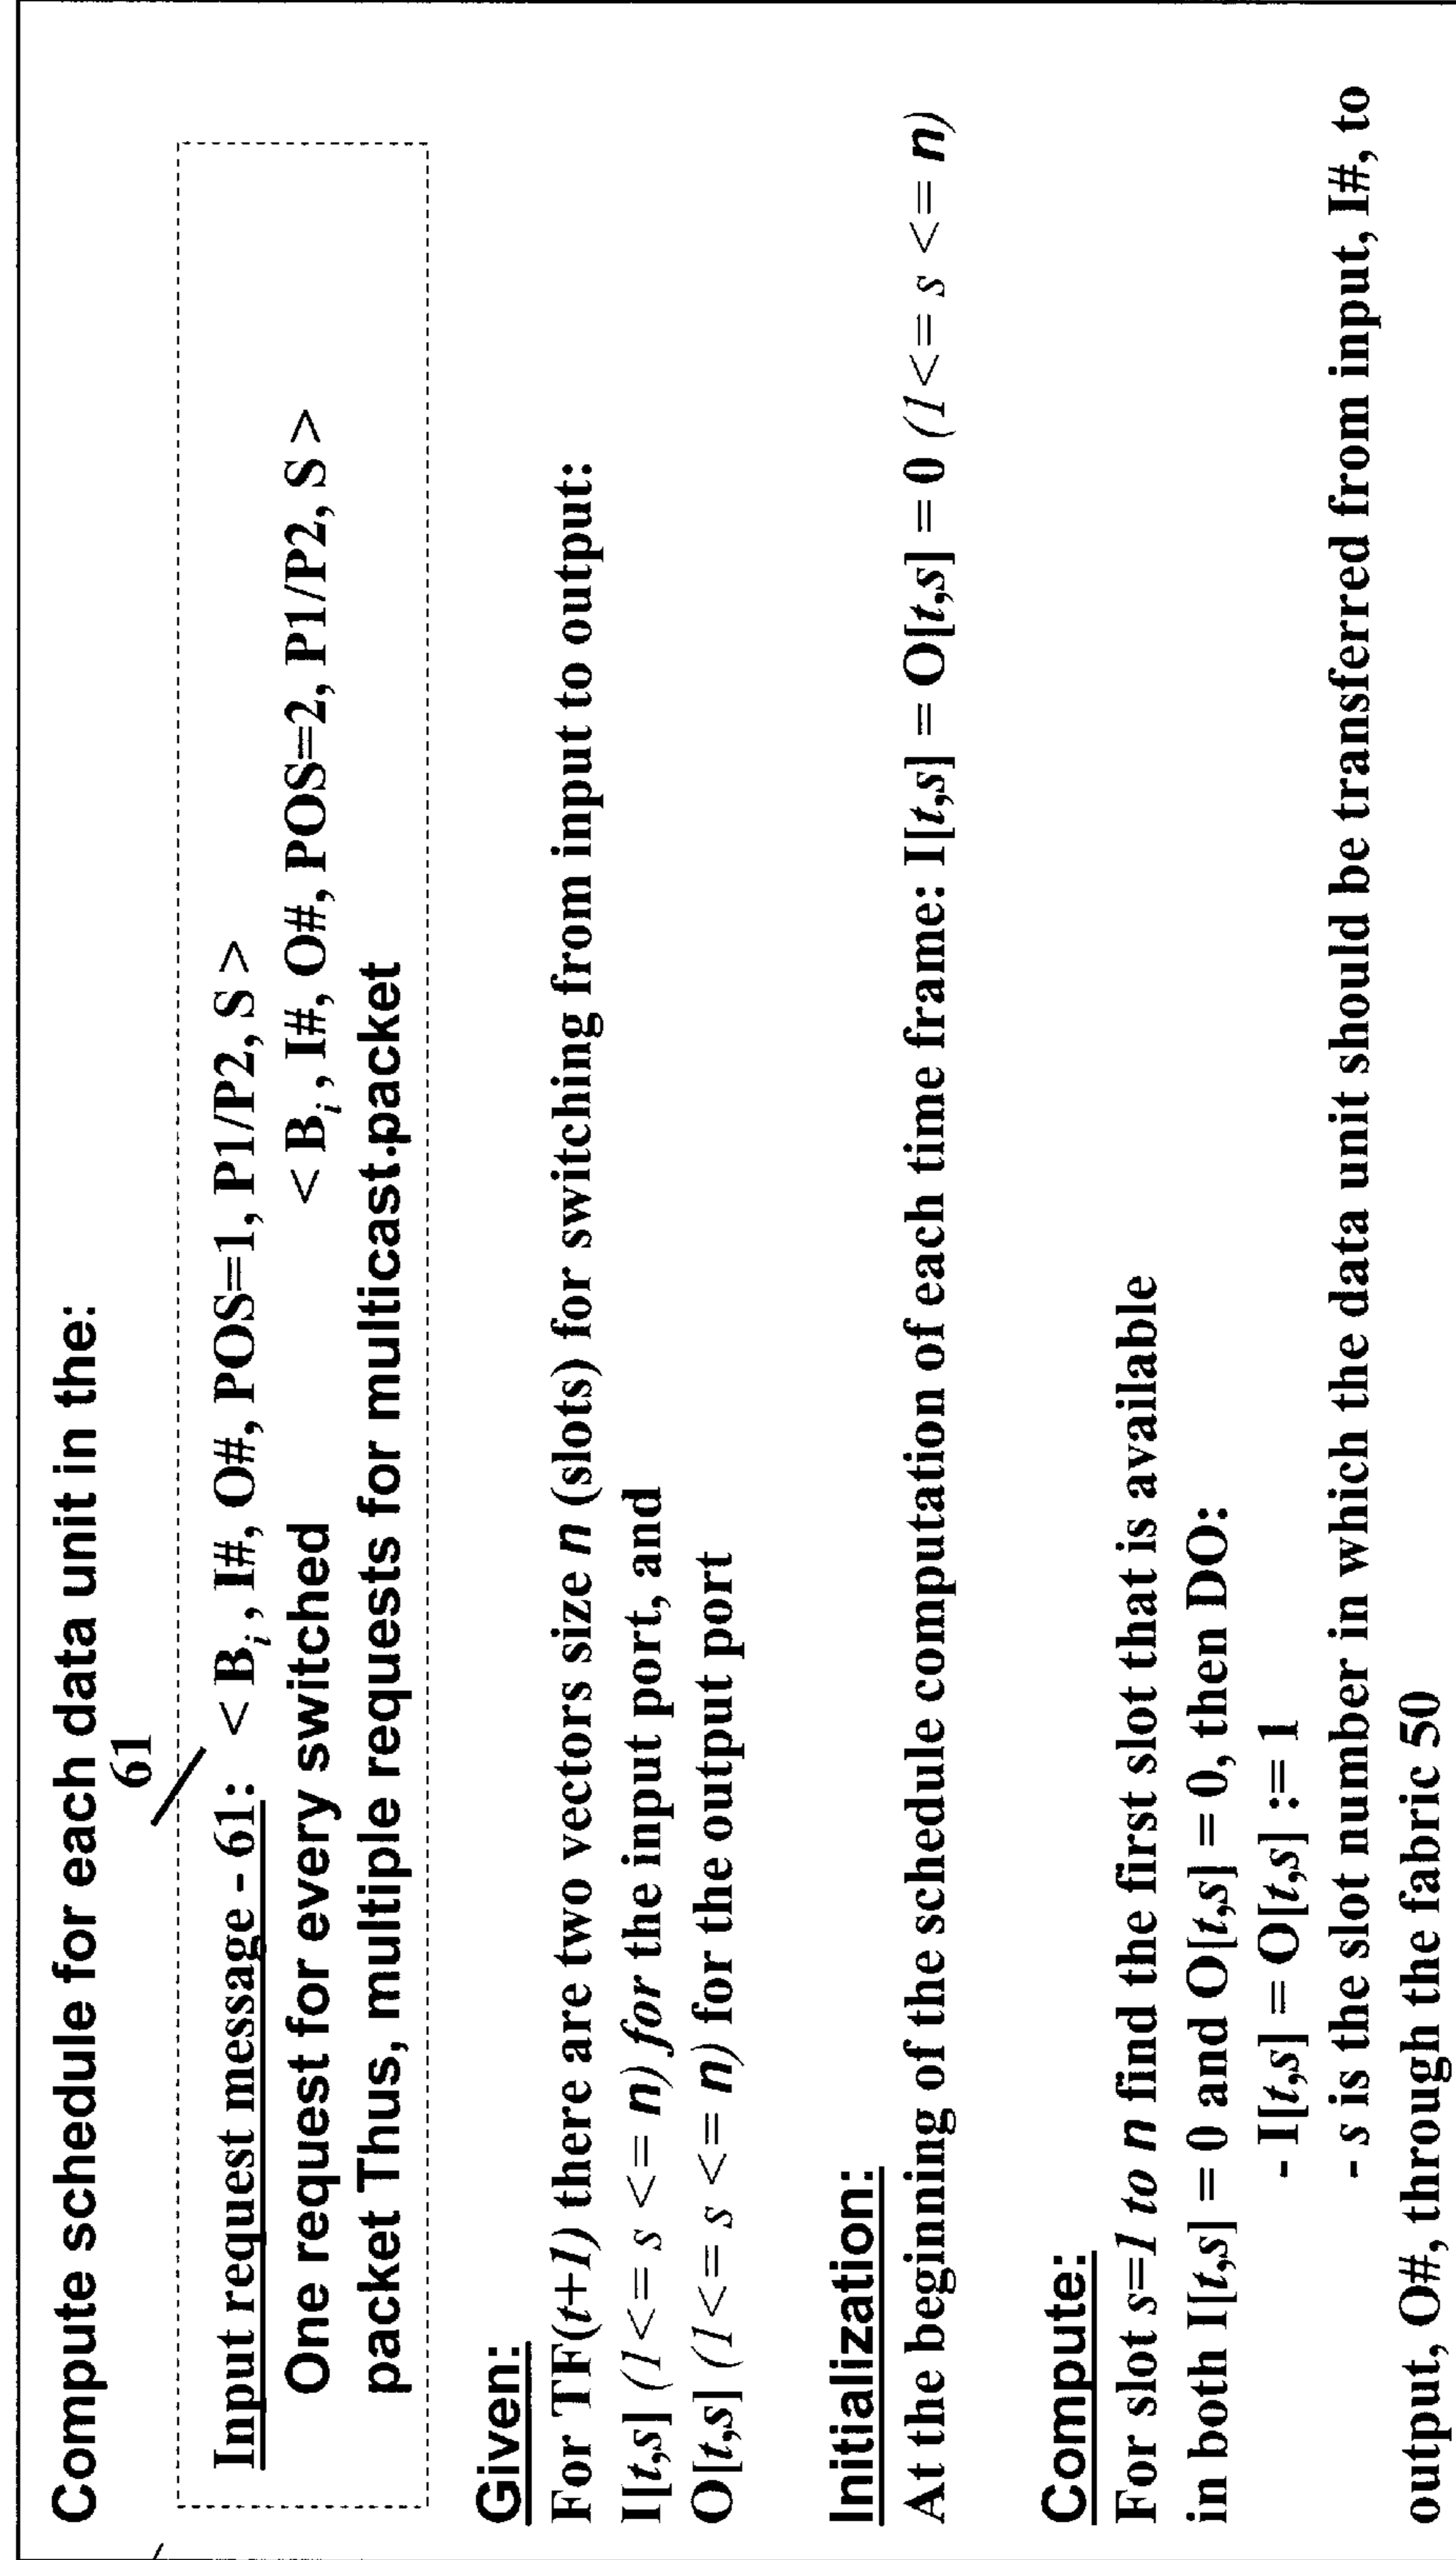 Compute schedule for each data unit in the:
61
Input request message - 61: < Bi, I#, O#, POS=1, P1/P2, S >
One request for every switched < Bi, I#, O#, POS=2, P1/P2, S >
packet Thus, multiple requests for multicast.packet
Given:
For TF(t+1) there are two vectors size n (slots) for switching from input to output:
I[t,s] (1<= s <= n) for the input port, and
O[t,s] (1<= s <= n) for the output port
Initialization:
At the beginning of the schedule computation of each time frame: I[t,s] = O[t,s] = 0 (1<= s <= n)
Compute:
For slot s=1 to n find the first slot that is available
in both I[t,s] = 0 and O[t,s] = 0, then DO:
- I[t,s] = O[t,s] := 1
- s is the slot number in which the data unit should be transferred from input, I#, to
output, O#, through the fabric 50